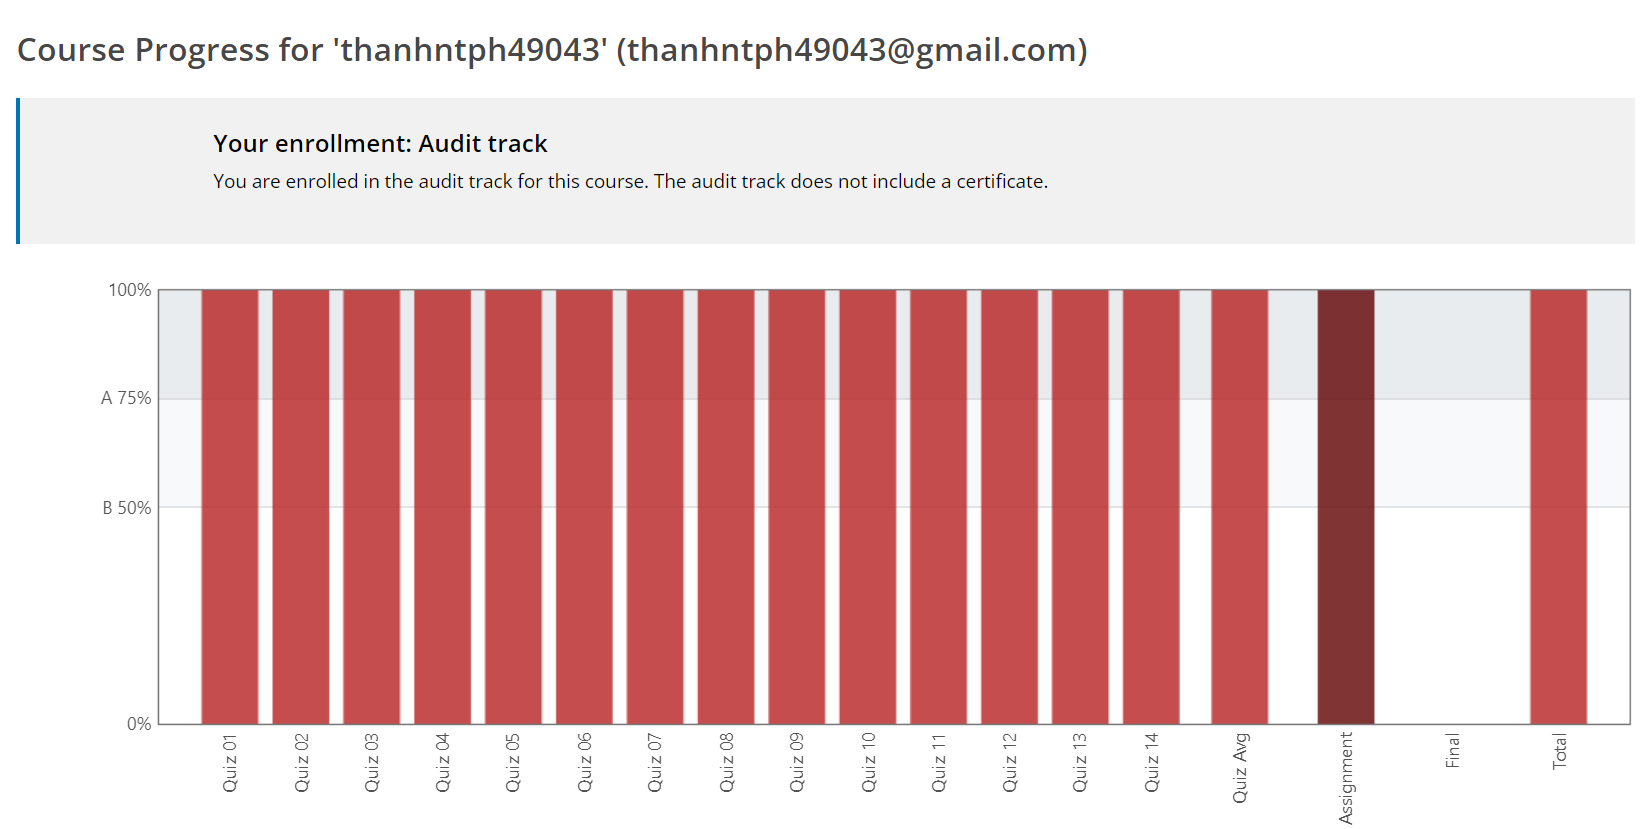 Course Progress for 'thanhntph49043' (thanhntph49043@gmail.com)
Your enrollment: Audit track
You are enrolled in the audit track for this course. The audit track does not include a certificate.
100%
A 75%
B 50%
0%
Quiz 01
Quiz 02
Quiz 03
Quiz 04
Quiz 05
Quiz 06
Quiz 07
Quiz 08
Quiz 09
Quiz 10
Quiz 11
Quiz 12
Quiz 13
Quiz 14
Quiz Avg
Assignment
Final
Total